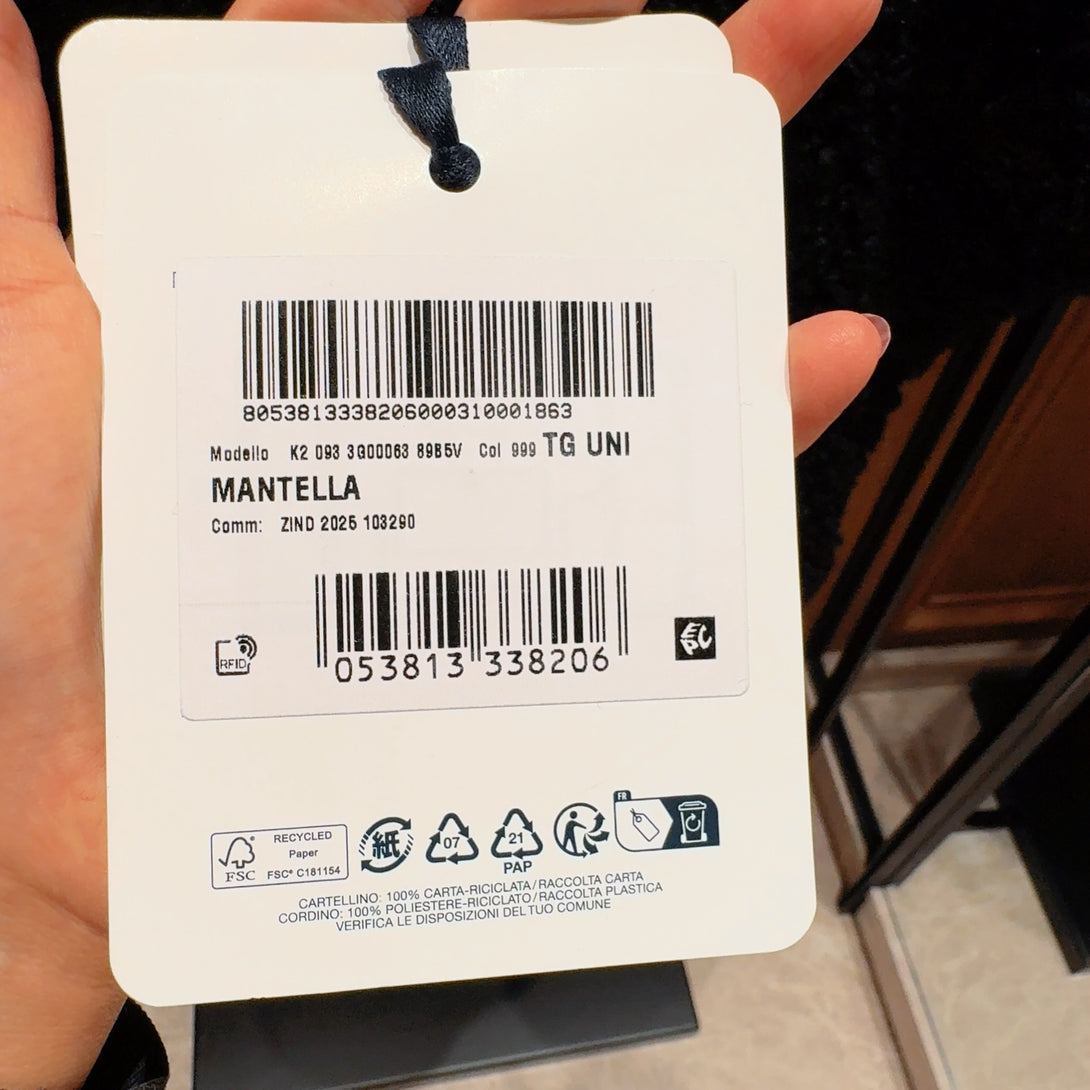 8053813338206000310001863
Modello K2 093 3G00063 89B5V Col 999 TG UNI
MANTELLA
Comm: ZIND 2025 103290
RFID
053813 338206
EPC
FSC®
RECYCLED
Paper
FSC® C181154
紙
07
21
PAP
FR
CARTELLINO: 100% CARTA-RICICLATA/RACCOLTA CARTA
CORDINO: 100% POLIESTERE-RICICLATO/RACCOLTA PLASTICA
VERIFICA LE DISPOSIZIONI DEL TUO COMUNE